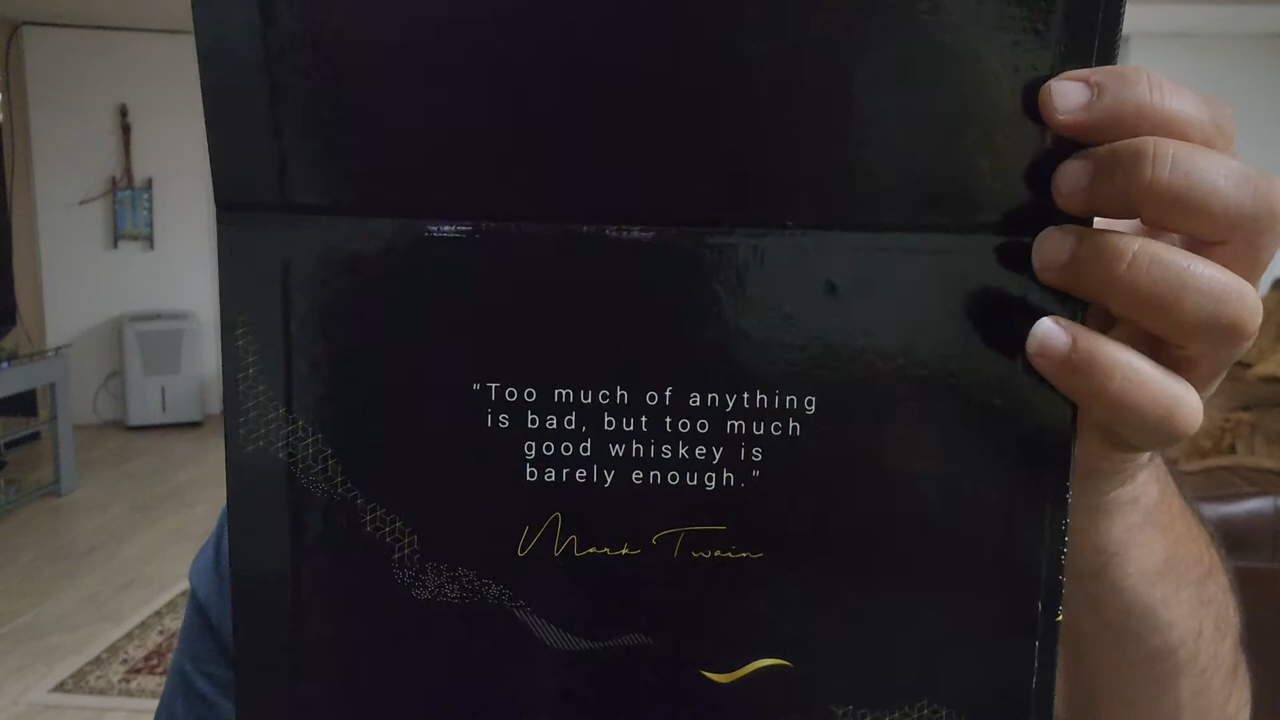 "Too much of anything
is bad, but too much
good whiskey is
barely enough."
Mark Twain